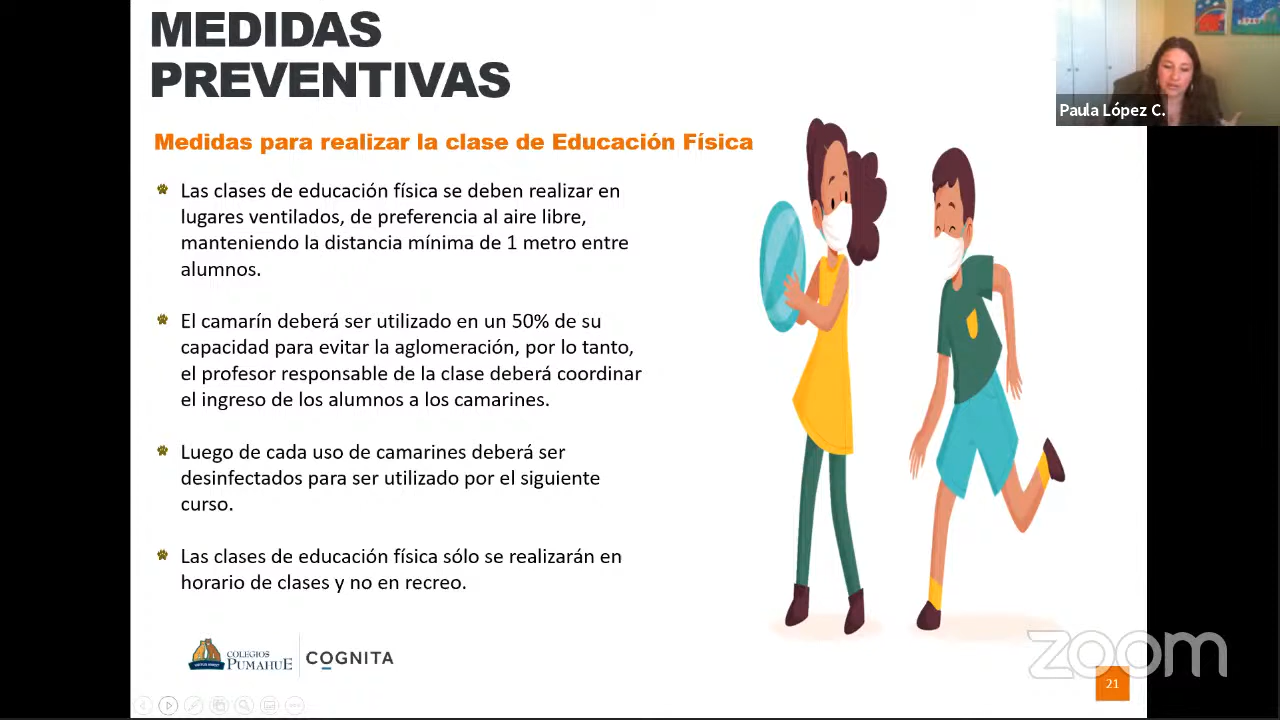 MEDIDAS
PREVENTIVAS
Paula López C.
Medidas para realizar la clase de Educación Física
Las clases de educación física se deben realizar en
lugares ventilados, de preferencia al aire libre,
manteniendo la distancia mínima de 1 metro entre
alumnos.
El camarín deberá ser utilizado en un 50% de su
capacidad para evitar la aglomeración, por lo tanto,
el profesor responsable de la clase deberá coordinar
el ingreso de los alumnos a los camarines.
Luego de cada uso de camarines deberá ser
desinfectados para ser utilizado por el siguiente
curso.
Las clases de educación física sólo se realizarán en
horario de clases y no en recreo.
COLEGIOS
PUMAHUE
COGNITA
zoom
21